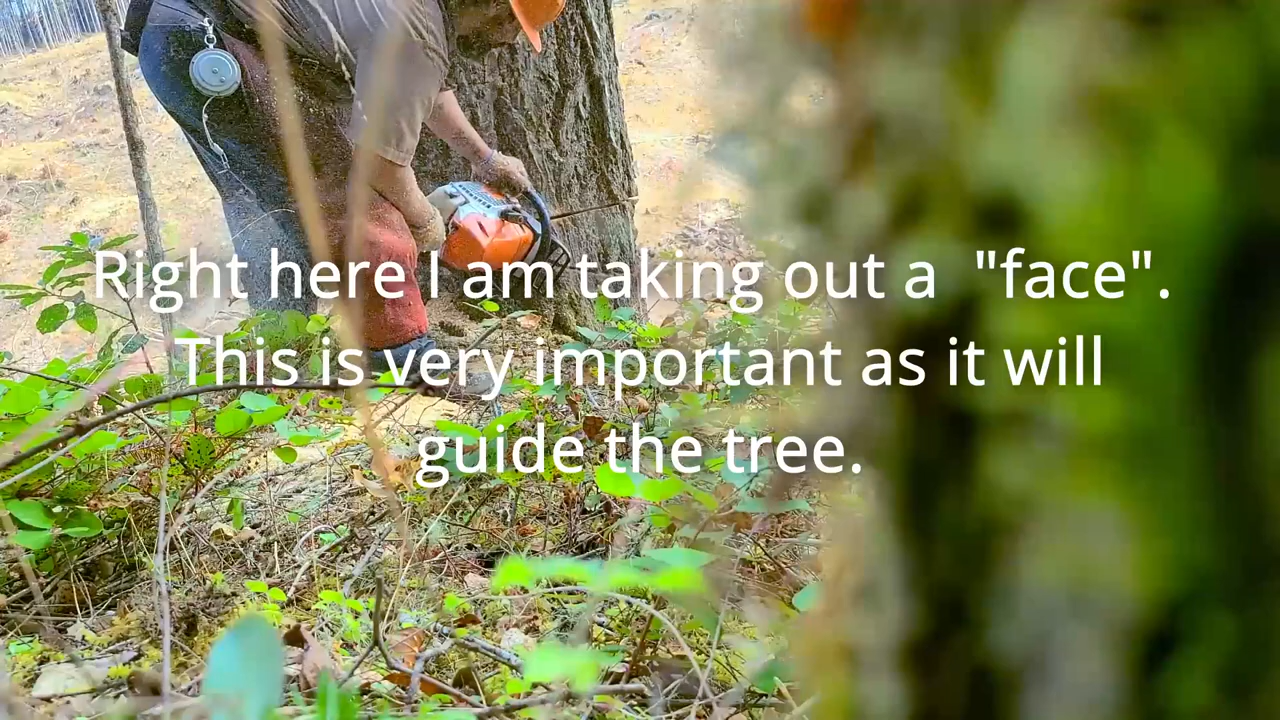 Right here I am taking out a  "face".
This is very important as it will
guide the tree.